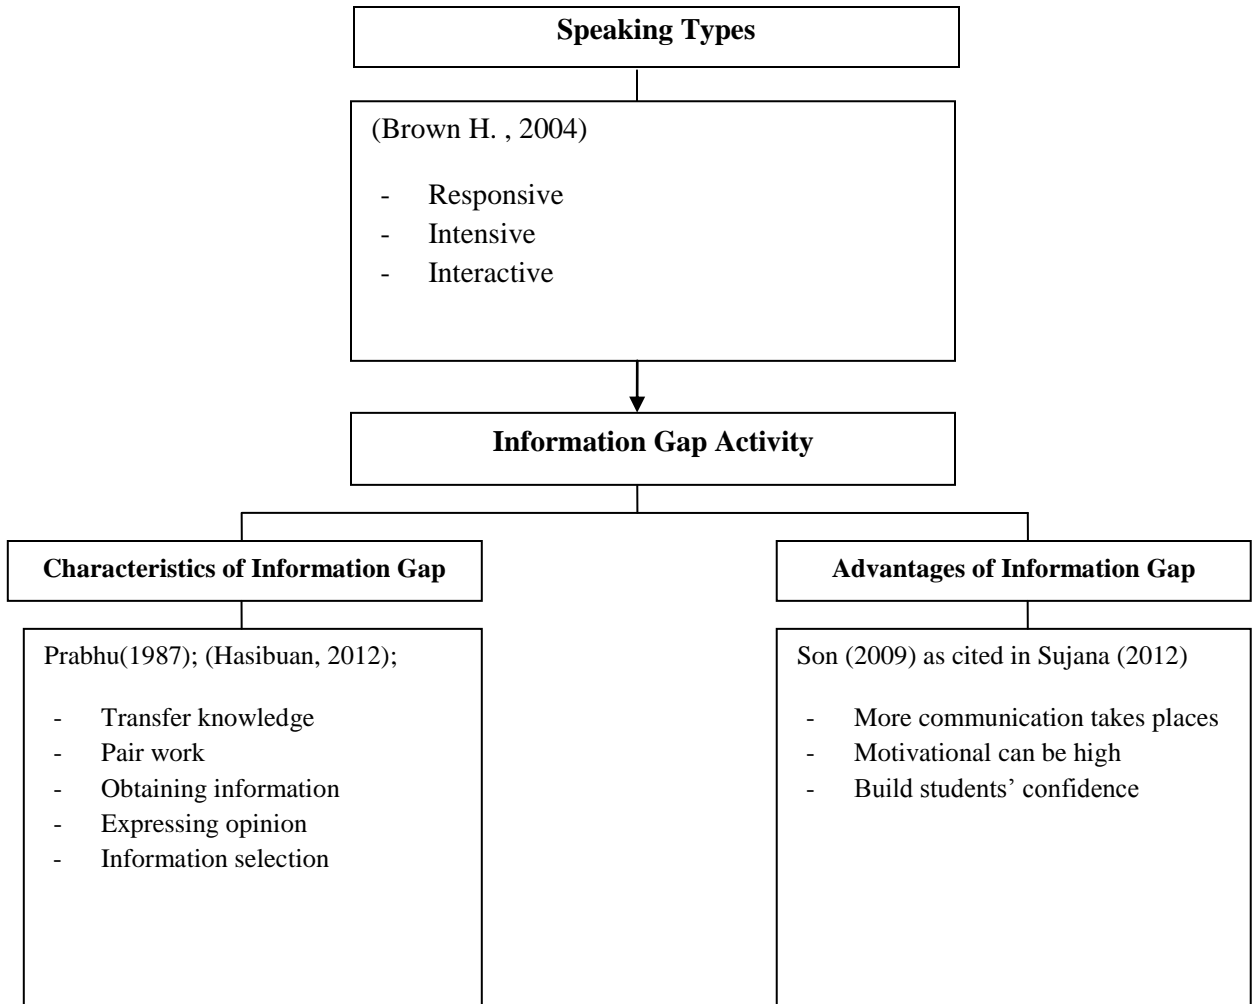 Speaking Types
(Brown H. , 2004)
- Responsive
- Intensive
- Interactive
Information Gap Activity
Characteristics of Information Gap
Prabhu(1987); (Hasibuan, 2012);
- Transfer knowledge
- Pair work
- Obtaining information
- Expressing opinion
- Information selection
Advantages of Information Gap
Son (2009) as cited in Sujana (2012)
- More communication takes places
- Motivational can be high
- Build students’ confidence